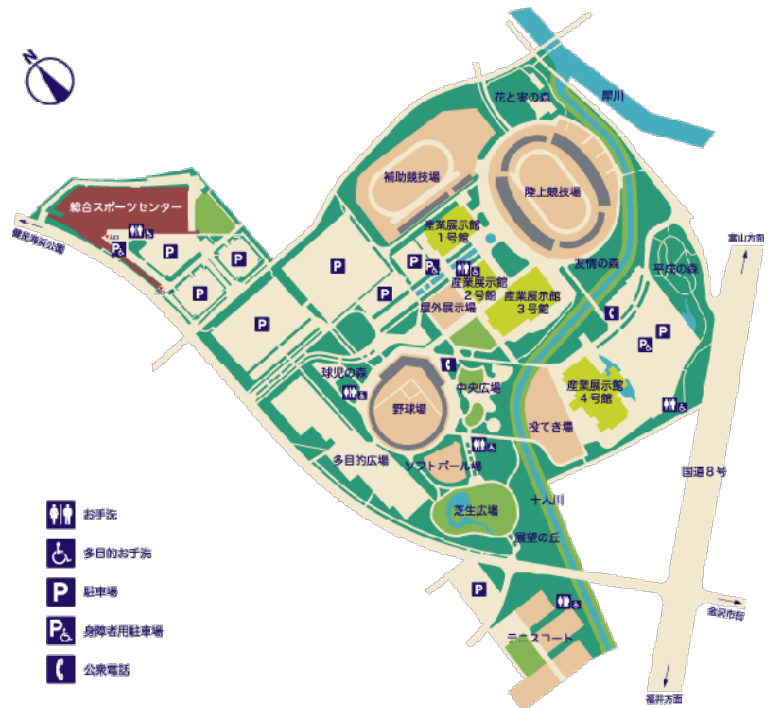 N
花と実の森
犀川
補助競技場
陸上競技場
総合スポーツセンター
健民海浜公園
産業展示館
1号館
富山方面
友情の森
平成の森
産業展示館
2号館
産業展示館
3号館
屋外展示場
球児の森
中央広場
産業展示館
4号館
野球場
投てき場
多目的広場
ソフトボール場
国道8号
芝生広場
十人川
展望の丘
お手洗
多目的お手洗
P
駐車場
P
身障者用駐車場
公衆電話
テニスコート
金沢市街
福井方面